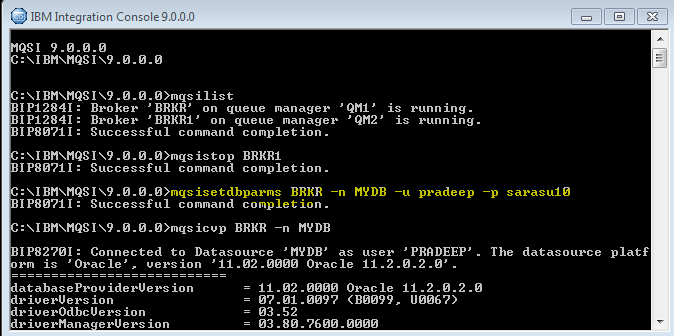 IBM Integration Console 9.0.0.0
MQSI 9.0.0.0
C:\IBM\MQSI\9.0.0.0
C:\IBM\MQSI\9.0.0.0>mqsilist
BIP1284I: Broker 'BRKR' on queue manager 'QM1' is running.
BIP1284I: Broker 'BRKR1' on queue manager 'QM2' is running.
BIP8071I: Successful command completion.
C:\IBM\MQSI\9.0.0.0>mqsistop BRKR1
BIP8071I: Successful command completion.
C:\IBM\MQSI\9.0.0.0>mqsisetdbparms BRKR -n MYDB -u pradeep -p sarasu10
BIP8071I: Successful command completion.
C:\IBM\MQSI\9.0.0.0>mqsicvp BRKR -n MYDB
BIP8270I: Connected to Datasource 'MYDB' as user 'PRADEEP'. The datasource platf
orm is 'Oracle', version '11.02.0000 Oracle 11.2.0.2.0'.
===========================
databaseProviderVersion = 11.02.0000 Oracle 11.2.0.2.0
driverVersion = 07.01.0097 (B0099, U0067)
driverOdbcVersion = 03.52
driverManagerVersion = 03.80.7600.0000